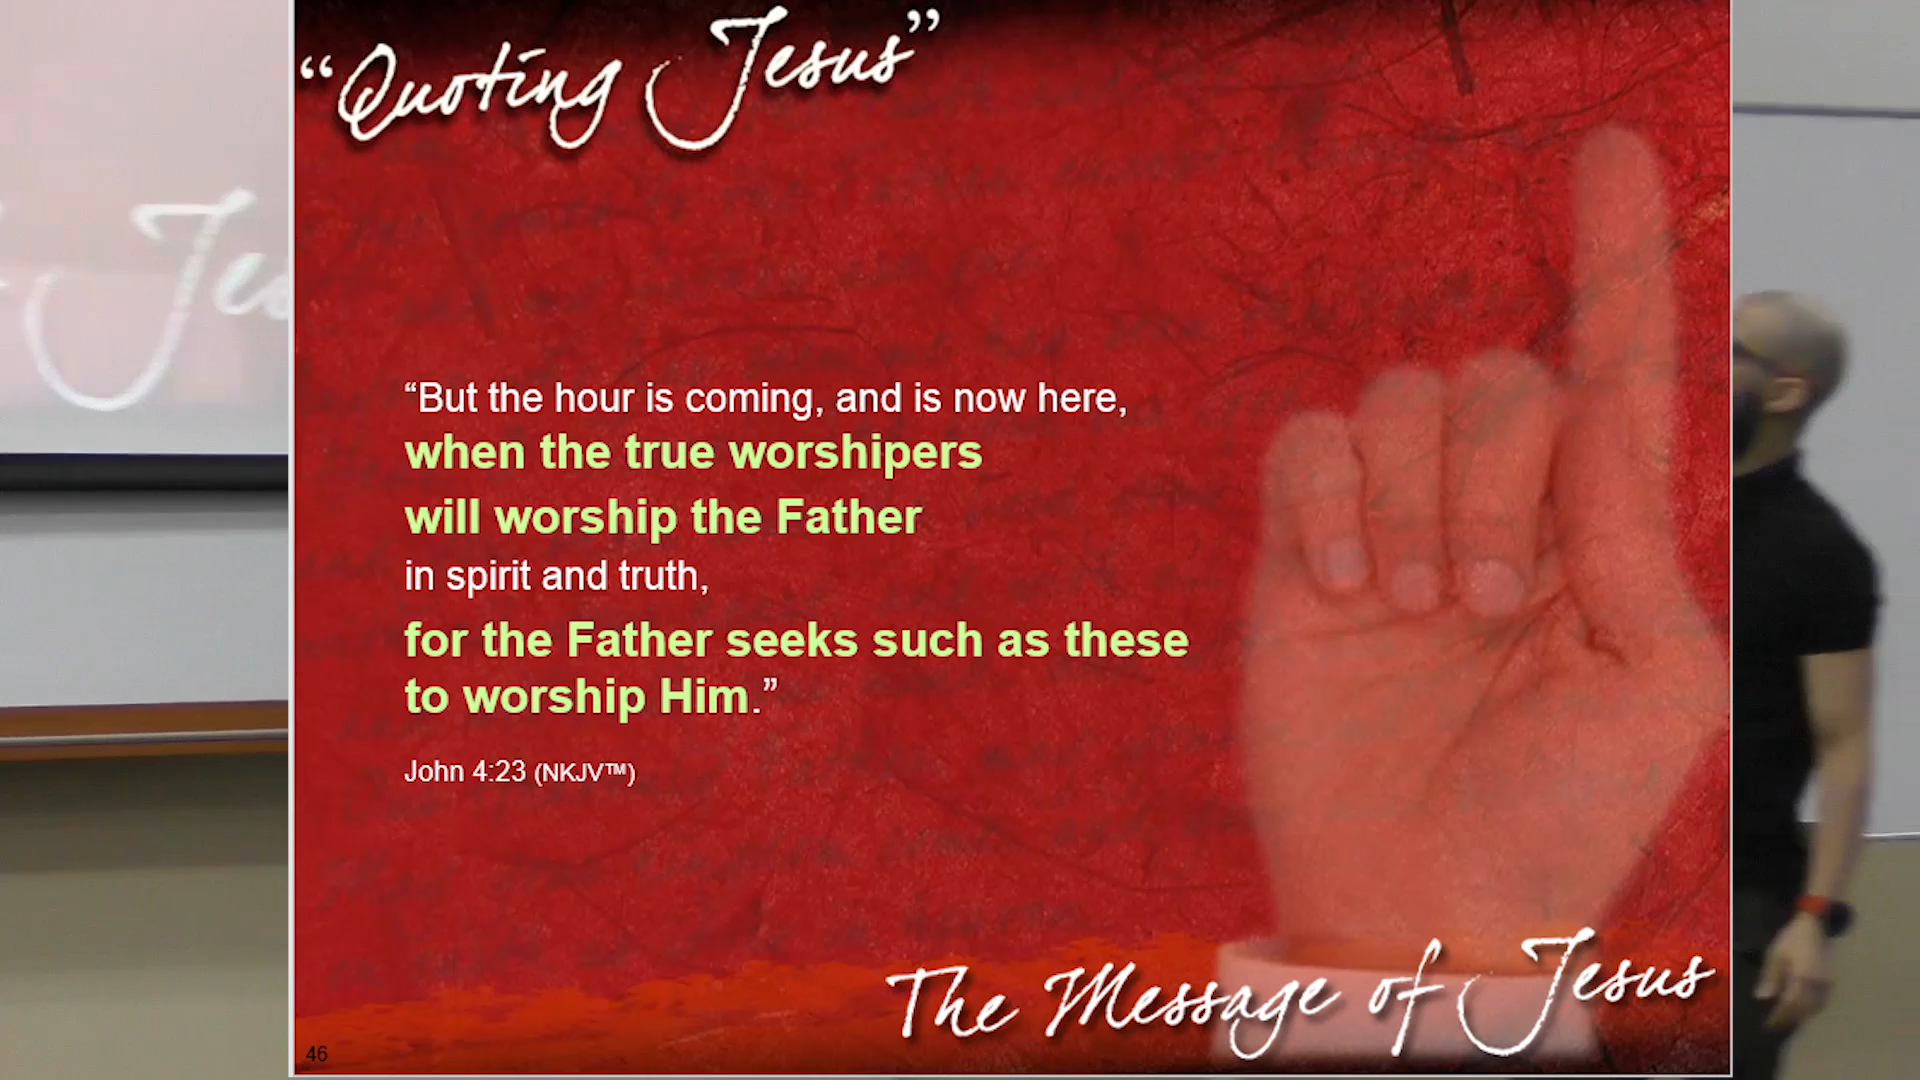 “Quoting Jesus”
“But the hour is coming, and is now here,
when the true worshipers
will worship the Father
in spirit and truth,
for the Father seeks such as these
to worship Him.”
John 4:23 (NKJV™)
The Message of Jesus
46